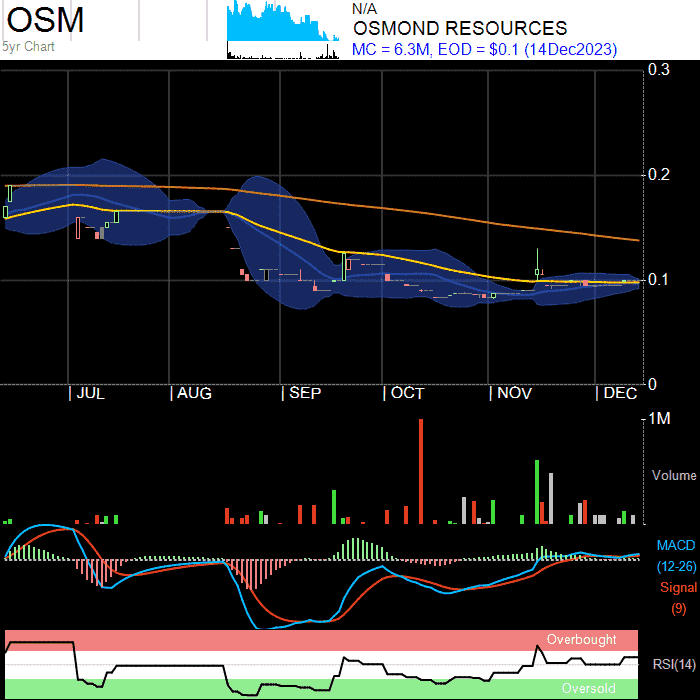 OSM
5yr Chart
N/A
OSMOND RESOURCES
MC = 6.3M, EOD = $0.1 (14Dec2023)
0.3
0.2
0.1
0
JUL AUG SEP OCT NOV DEC
1M
Volume
MACD
(12-26)
Signal
(9)
Overbought
RSI(14)
Oversold